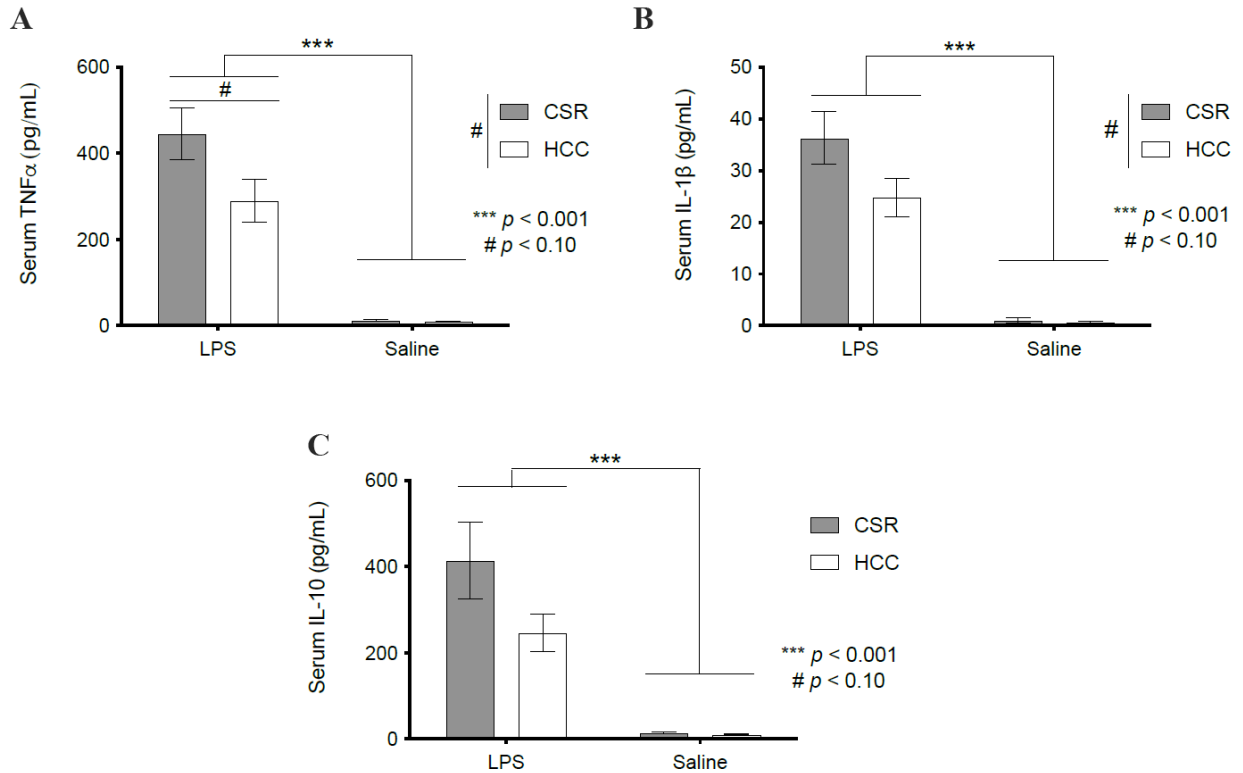 A
Serum TNFα (pg/mL)
600
400
200
0
***
#
LPS
Saline
#
CSR
HCC
*** p < 0.001
# p < 0.10
B
Serum IL-1β (pg/mL)
50
40
30
20
10
0
***
LPS
Saline
#
CSR
HCC
*** p < 0.001
# p < 0.10
C
Serum IL-10 (pg/mL)
600
400
200
0
***
LPS
Saline
CSR
HCC
*** p < 0.001
# p < 0.10